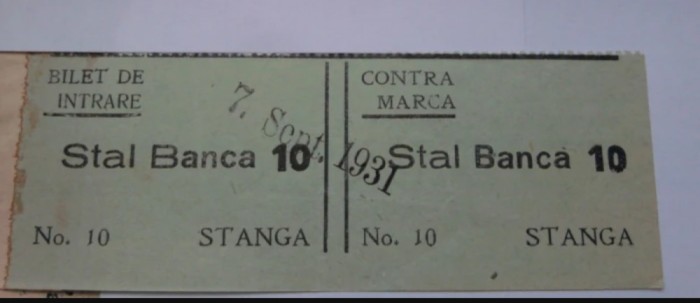 BILET DE
INTRARE
Stal Banca 10
No. 10 STANGA
7. Sept. 1931
CONTRA
MARCA
Stal Banca 10
No. 10 STANGA